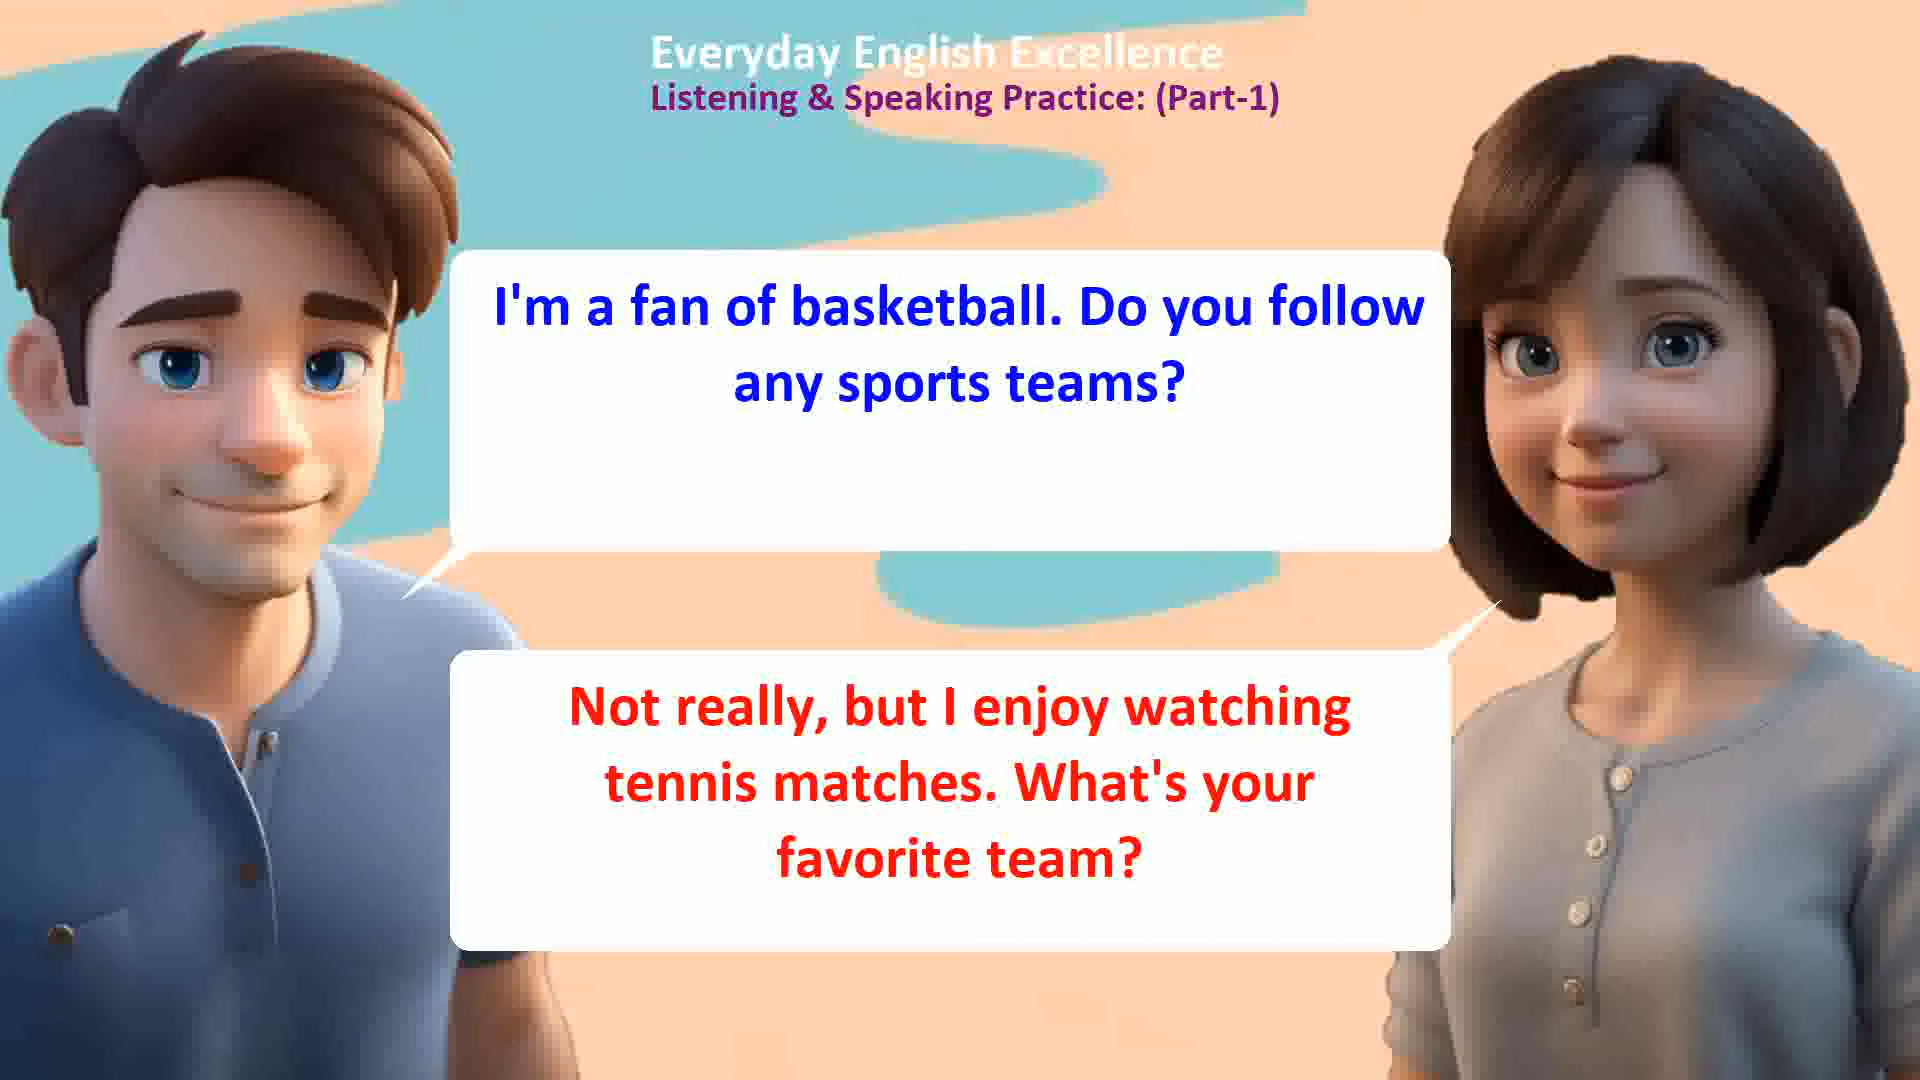 Everyday English Excellence
Listening & Speaking Practice: (Part-1)
I'm a fan of basketball. Do you follow
any sports teams?
Not really, but I enjoy watching
tennis matches. What's your
favorite team?